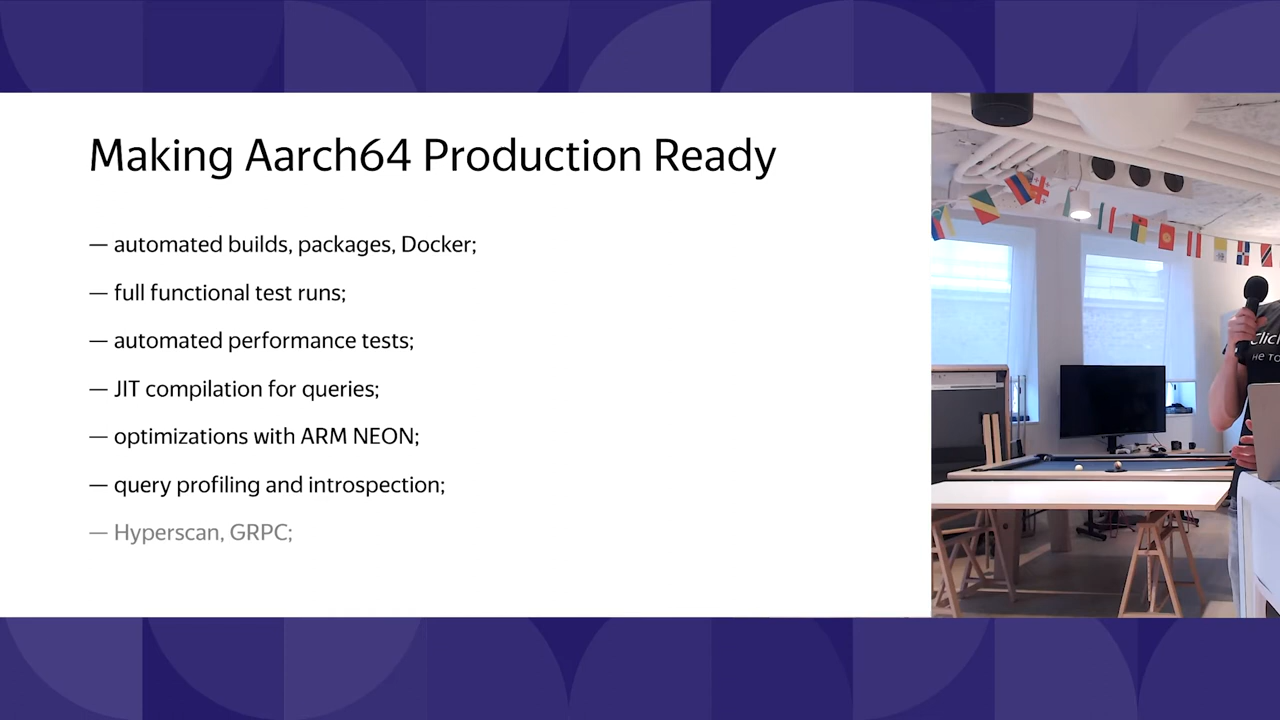 Making Aarch64 Production Ready
— automated builds, packages, Docker;
— full functional test runs;
— automated performance tests;
— JIT compilation for queries;
— optimizations with ARM NEON;
— query profiling and introspection;
— Hyperscan, GRPC;